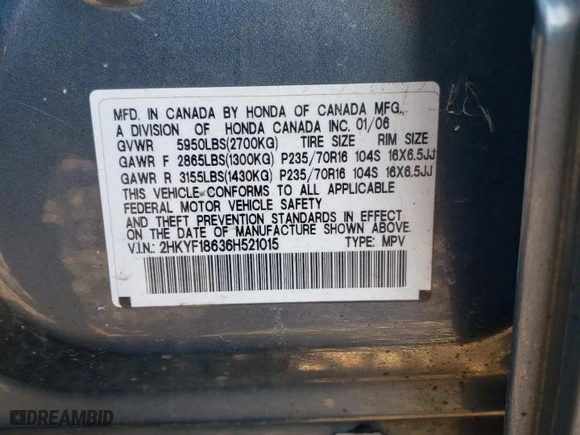 MFD. IN CANADA BY HONDA OF CANADA MFG.,
A DIVISION OF HONDA CANADA INC. 01/06
GVWR 5950LBS(2700KG) TIRE SIZE RIM SIZE
GAWR F 2865LBS(1300KG) P235/70R16 104S 16X6.5JJ
GAWR R 3155LBS(1430KG) P235/70R16 104S 16X6.5JJ
THIS VEHICLE CONFORMS TO ALL APPLICABLE
FEDERAL MOTOR VEHICLE SAFETY
AND THEFT PREVENTION STANDARDS IN EFFECT
ON THE DATE OF MANUFACTURE SHOWN ABOVE.
V.I.N.: 2HKYF18636H521015 TYPE: MPV
DREAMBID